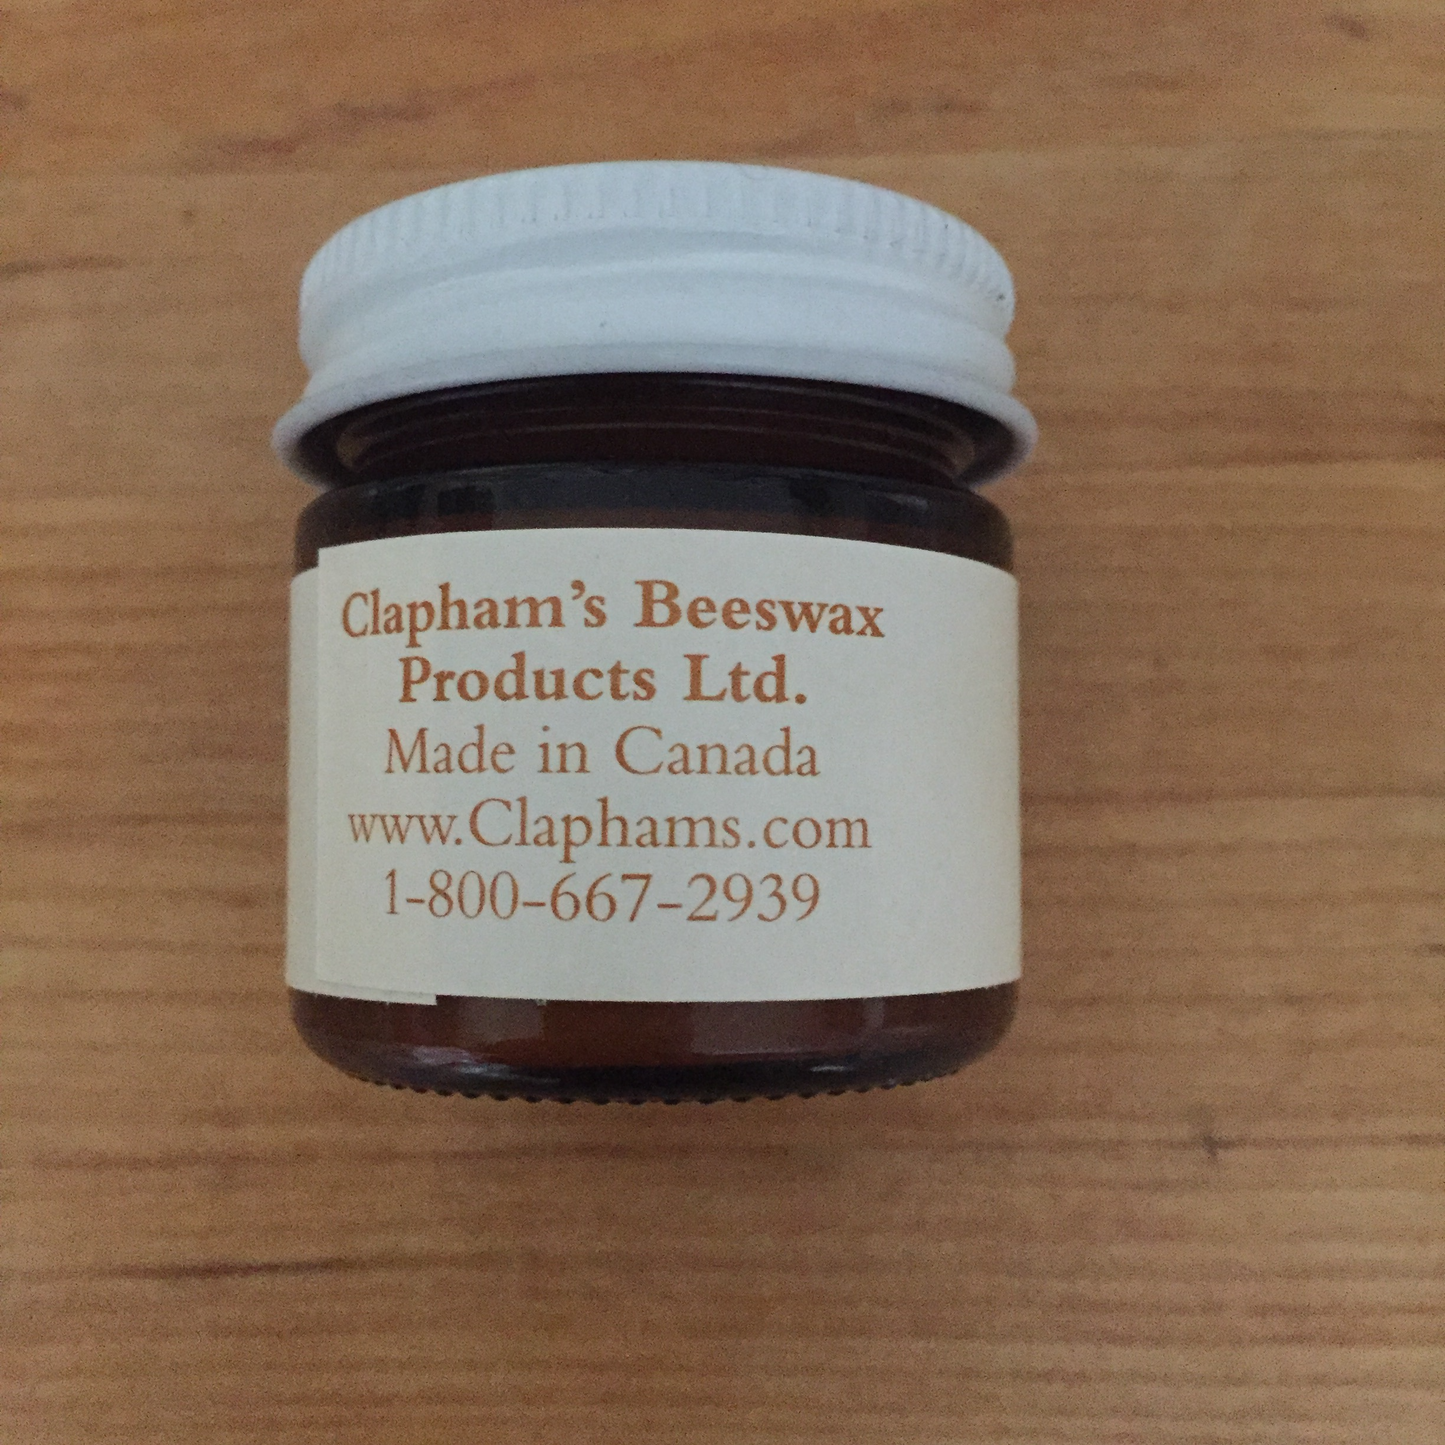 Clapham's Beeswax
Products Ltd.
Made in Canada
www.Claphams.com
1-800-667-2939